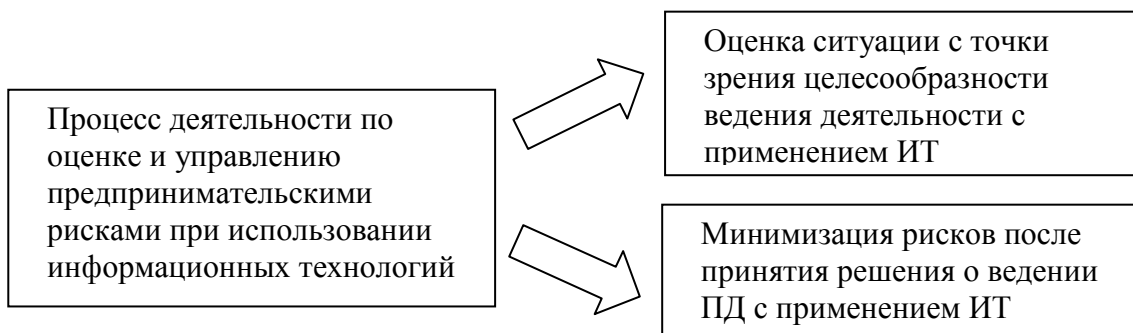 Процесс деятельности по
оценке и управлению
предпринимательскими
рисками при использовании
информационных технологий
Оценка ситуации с точки
зрения целесообразности
ведения деятельности с
применением ИТ
Минимизация рисков после
принятия решения о ведении
ПД с применением ИТ